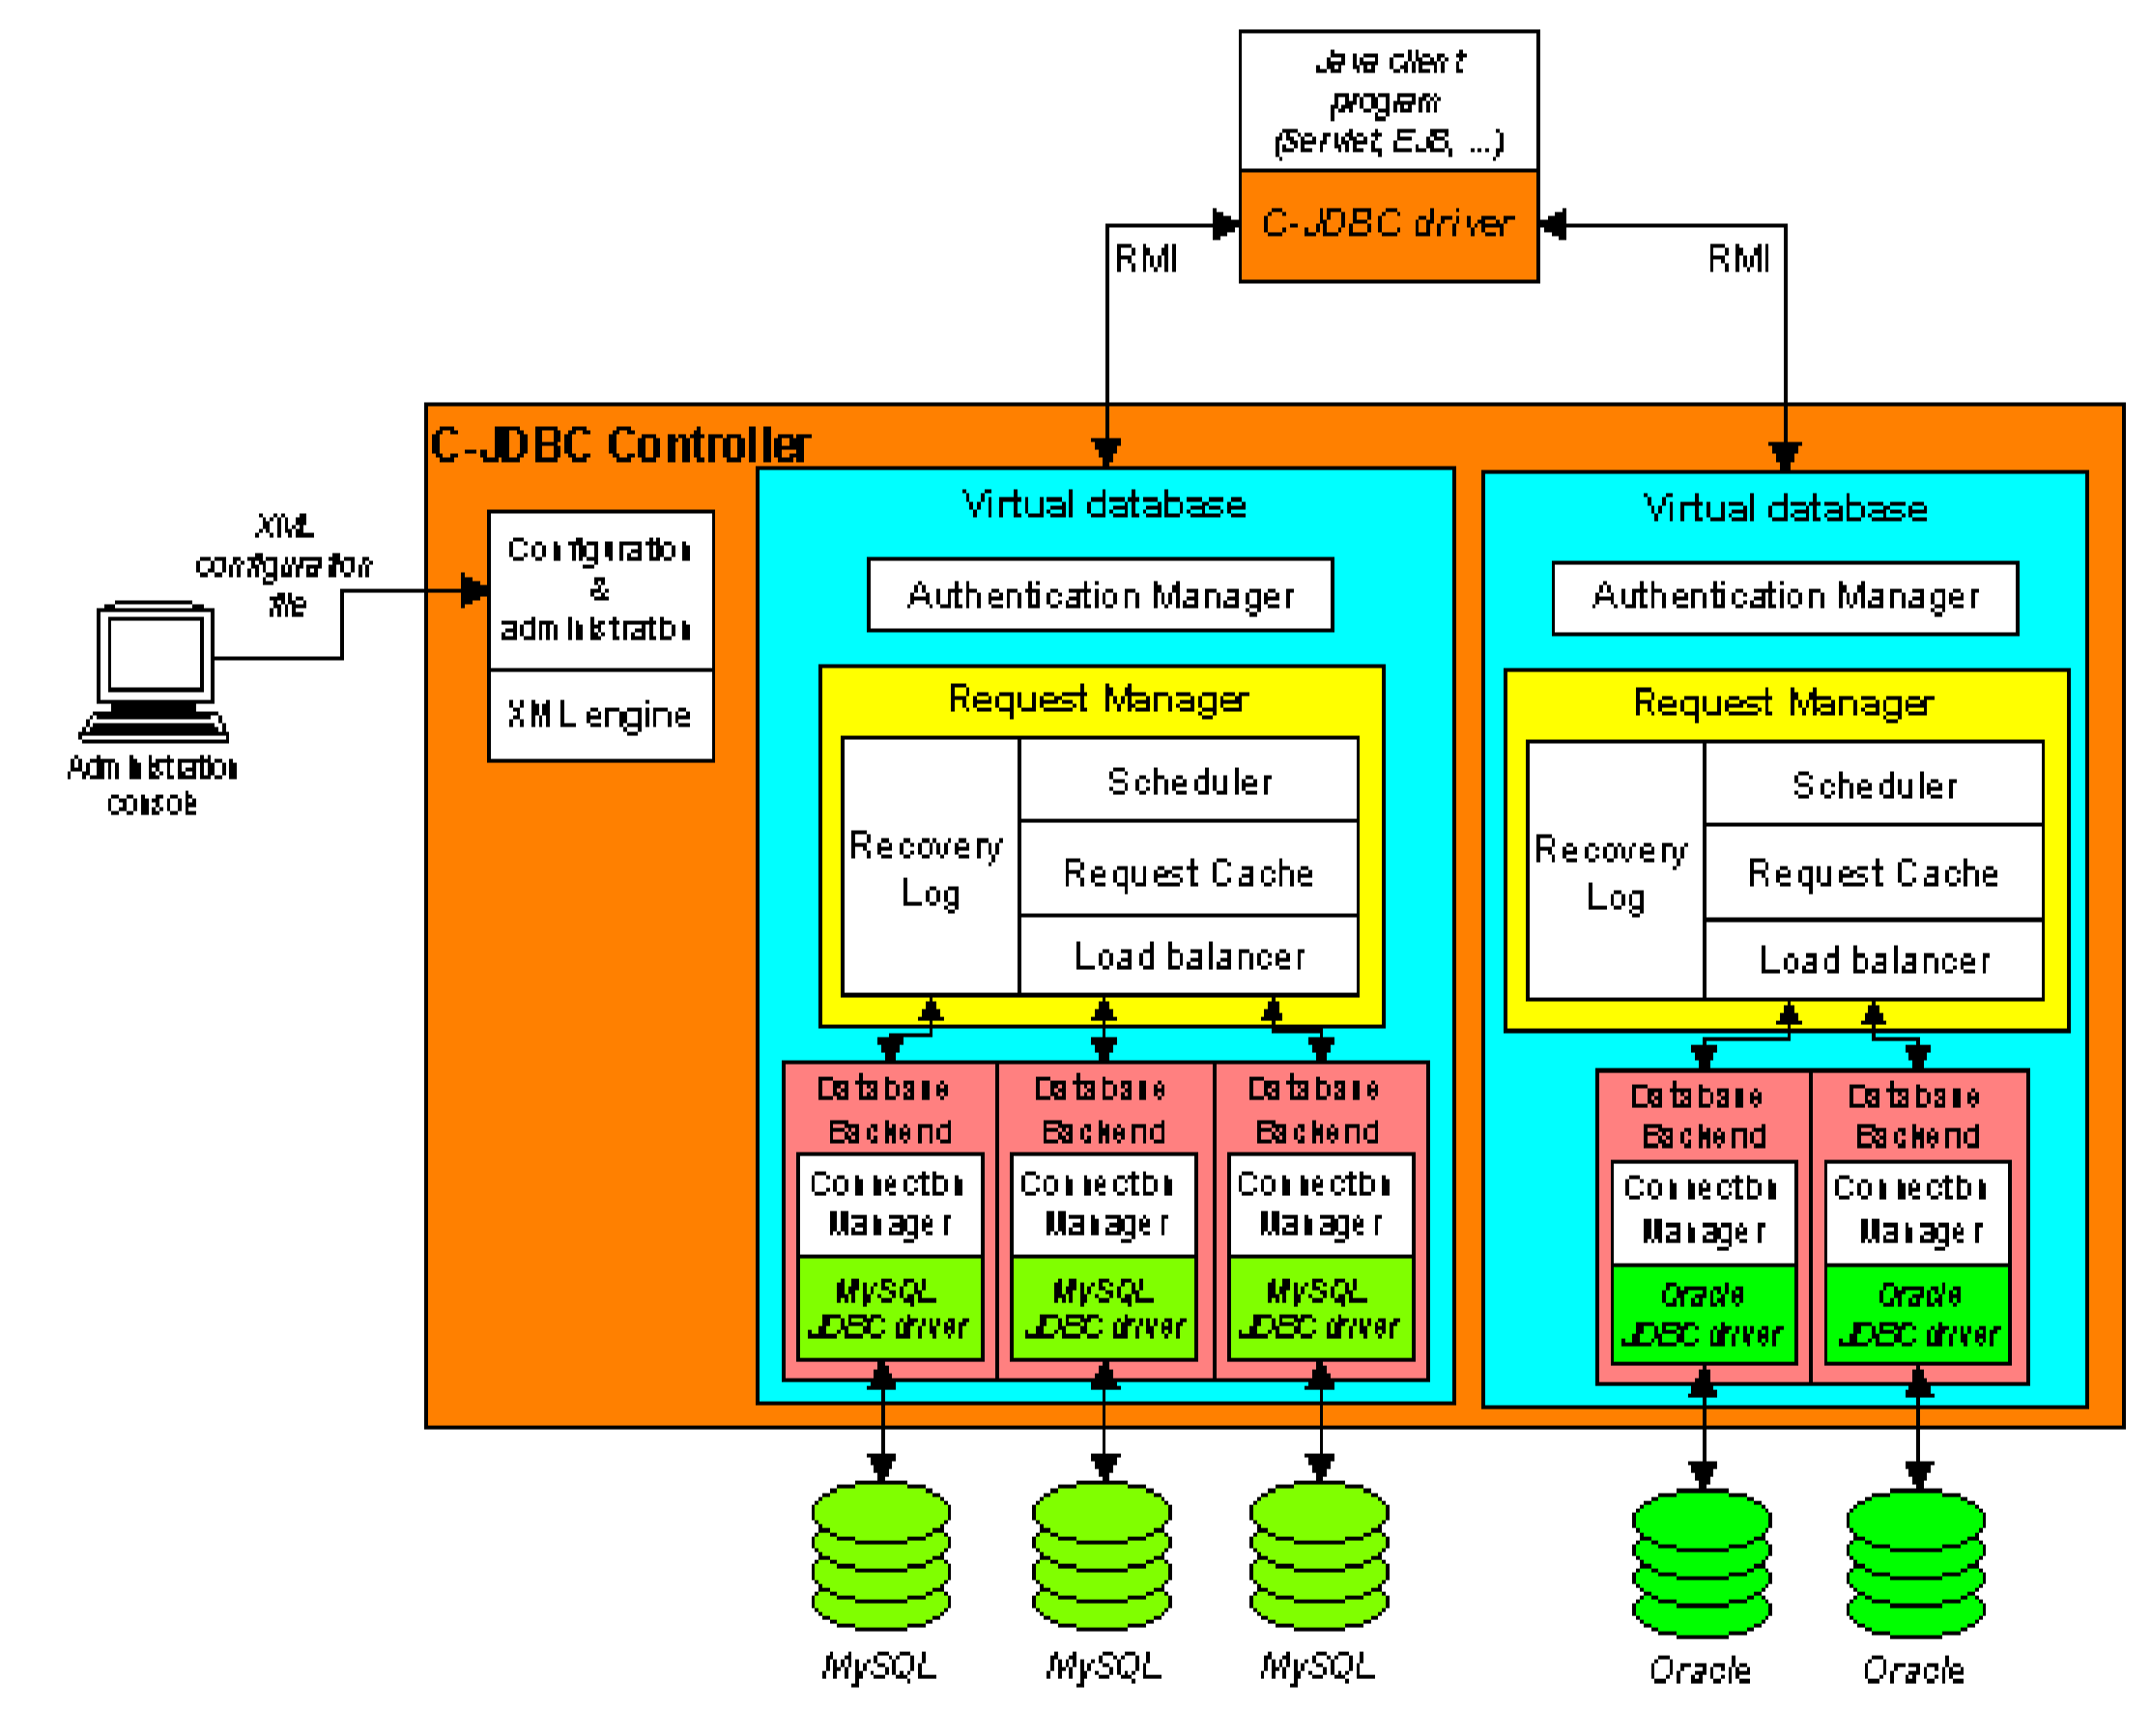 Java client
program
(Servlet, EJB, ...)
C-JDBC driver
RMI
RMI
C-JDBC Controller
XML
configuration
file
Administration
console
Configuration
&
administration
XML engine
Virtual database
Authentication Manager
Request Manager
Recovery
Log
Scheduler
Request Cache
Load balancer
Database
Backend
Connection
Manager
MySQL
JDBC driver
Database
Backend
Connection
Manager
MySQL
JDBC driver
Database
Backend
Connection
Manager
MySQL
JDBC driver
MySQL
MySQL
MySQL
Virtual database
Authentication Manager
Request Manager
Recovery
Log
Scheduler
Request Cache
Load balancer
Database
Backend
Connection
Manager
Oracle
JDBC driver
Database
Backend
Connection
Manager
Oracle
JDBC driver
Oracle
Oracle